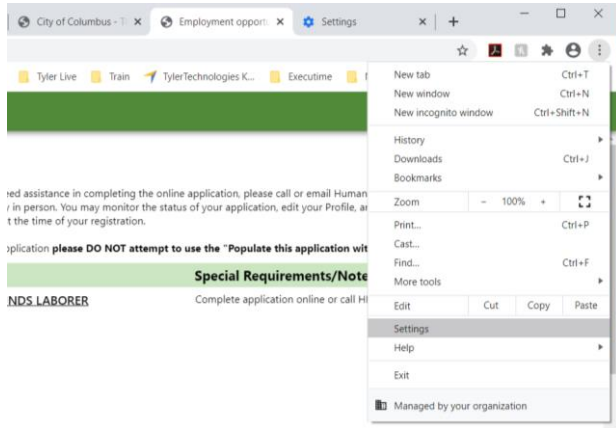 City of Columbus - T
Employment opportu
Settings
Tyler Live
Train
TylerTechnologies K...
Executime
New tab Ctrl+T
New window Ctrl+N
New incognito window Ctrl+Shift+N
History
Downloads Ctrl+J
Bookmarks
Zoom - 100% +
Print... Ctrl+P
Cast...
Find... Ctrl+F
More tools
Edit Cut Copy Paste
Settings
Help
Exit
Managed by your organization
eed assistance in completing the online application, please call or email Human
in person. You may monitor the status of your application, edit your Profile,
t the time of your registration.
pplication please DO NOT attempt to use the "Populate this application wit
Special Requirements/Note
NDS LABORER Complete application online or call